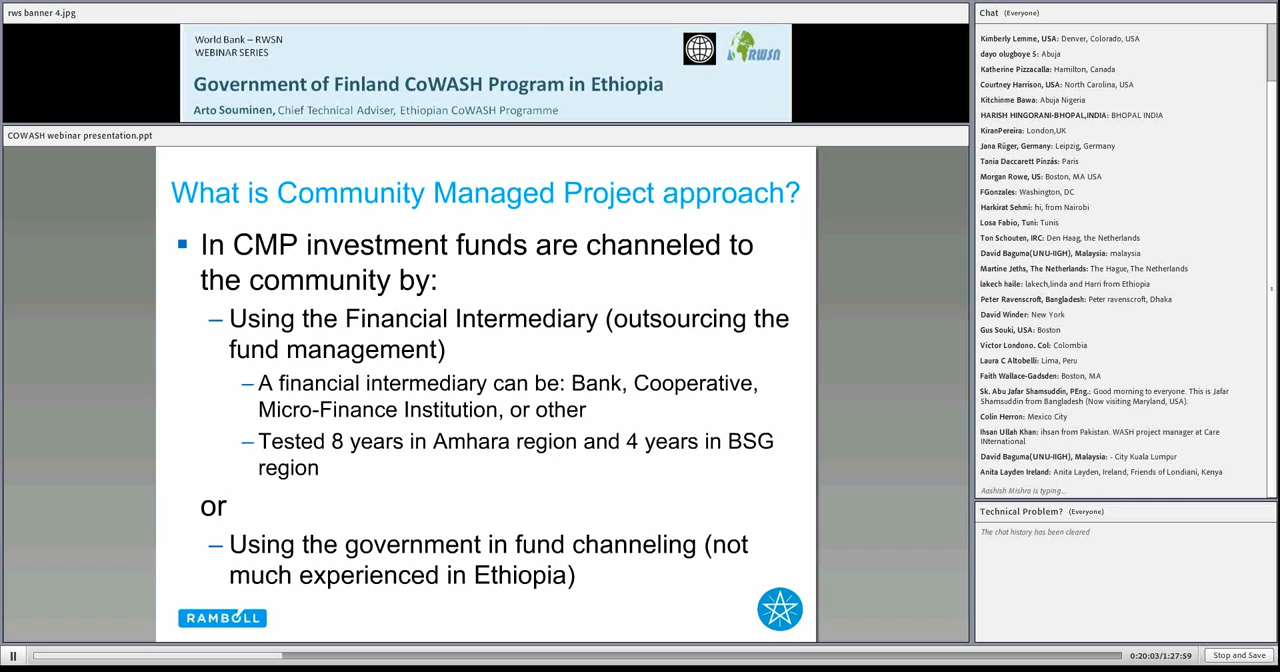 rws banner 4.jpg
World Bank – RWSN
WEBINAR SERIES
RWSN
Government of Finland CoWASH Program in Ethiopia
Arto Souminen, Chief Technical Adviser, Ethiopian CoWASH Programme
COWASH webinar presentation.ppt
What is Community Managed Project approach?
In CMP investment funds are channeled to
the community by:
– Using the Financial Intermediary (outsourcing the
fund management)
– A financial intermediary can be: Bank, Cooperative,
Micro-Finance Institution, or other
– Tested 8 years in Amhara region and 4 years in BSG
region
or
– Using the government in fund channeling (not
much experienced in Ethiopia)
RAMBOLL
Chat (Everyone)
Kimberly Lemme, USA: Denver, Colorado, USA
dayo olugboye S: Abuja
Katherine Pizzacalla: Hamilton, Canada
Courtney Harrison, USA: North Carolina, USA
Kitchinme Bawa: Abuja Nigeria
HARISH HINGORANI-BHOPAL,INDIA: BHOPAL INDIA
KiranPereira: London,UK
Jana Rüger, Germany: Leipzig, Germany
Tania Daccarett Pinzás: Paris
Morgan Rowe, US: Boston, MA USA
FGonzales: Washington, DC
Harkirat Sehmi: hi, from Nairobi
Losa Fabio, Tuni: Tunis
Ton Schouten, IRC: Den Haag, the Netherlands
David Baguma(UNU-IIGH), Malaysia: malaysia
Martine Jeths, The Netherlands: The Hague, The Netherlands
lakech haile: lakech,linda and Harri from Ethiopia
Peter Ravenscroft, Bangladesh: Peter ravenscroft, Dhaka
David Winder: New York
Gus Souki, USA: Boston
Victor Londono. Col: Colombia
Laura C Altobelli: Lima, Peru
Faith Wallace-Gadsden: Boston, MA
Sk. Abu Jafar Shamsuddin, PEng.: Good morning to everyone. This is Jafar
Shamsuddin from Bangladesh (Now visiting Maryland, USA).
Colin Herron: Mexico City
Ihsan Ullah Khan: ihsan from Pakistan. WASH project manager at Care
INternational
David Baguma(UNU-IIGH), Malaysia: - City Kuala Lumpur
Anita Layden Ireland: Anita Layden, Ireland, Friends of Londiani, Kenya
Aashish Mishra is typing...
Technical Problem? (Everyone)
The chat history has been cleared
0:20:03/1:27:59
Stop and Save